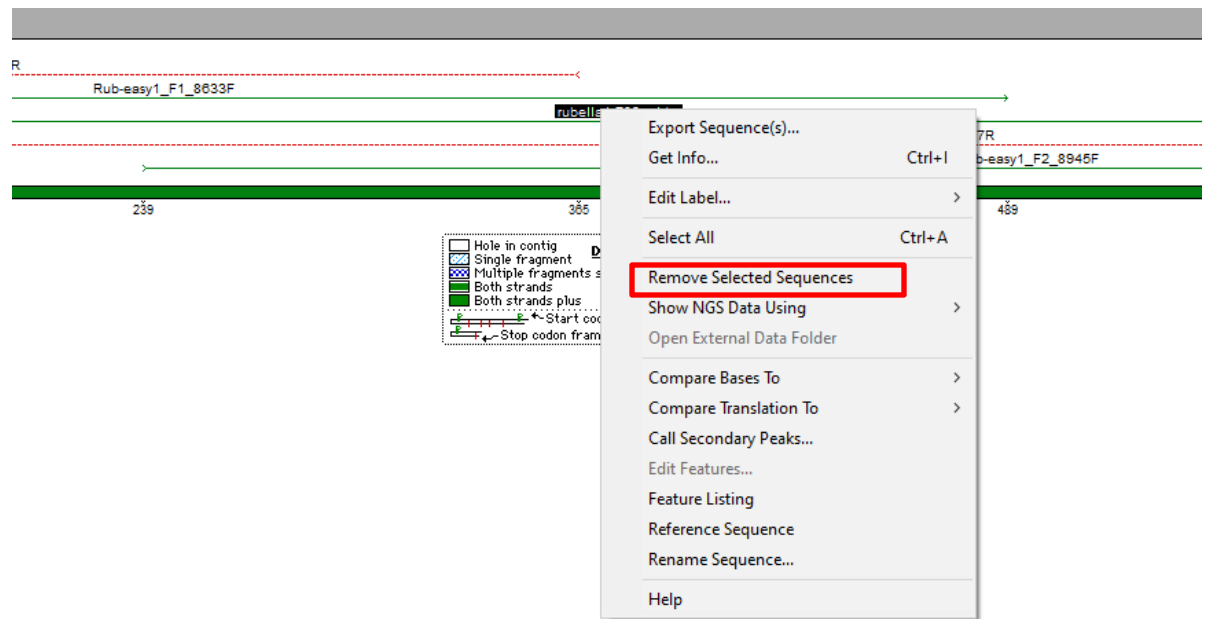 R
Rub-easy1_F1_8633F
7R
-easy1_F2_8945F
239
365
489
Hole in contig
Single fragment
Multiple fragments
Both strands
Both strands plus
Start
Stop codon
Export Sequence(s)...
Get Info... Ctrl+I
Edit Label...
Select All Ctrl+A
Remove Selected Sequences
Show NGS Data Using
Open External Data Folder
Compare Bases To
Compare Translation To
Call Secondary Peaks...
Edit Features...
Feature Listing
Reference Sequence
Rename Sequence...
Help